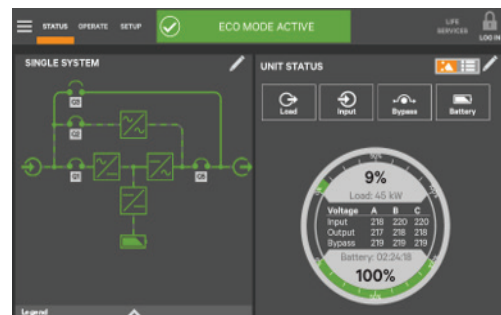 STATUS OPERATE SETUP
ECO MODE ACTIVE
LIFE
SERVICES
LOG IN
SINGLE SYSTEM
UNIT STATUS
Load Input Bypass Battery
Q3
Q2
Q1
9%
Load: 45 kW
Voltage A B C
Input 218 220 220
Output 217 218 218
Bypass 219 219 219
Battery: 02:24:18
100%
Legend